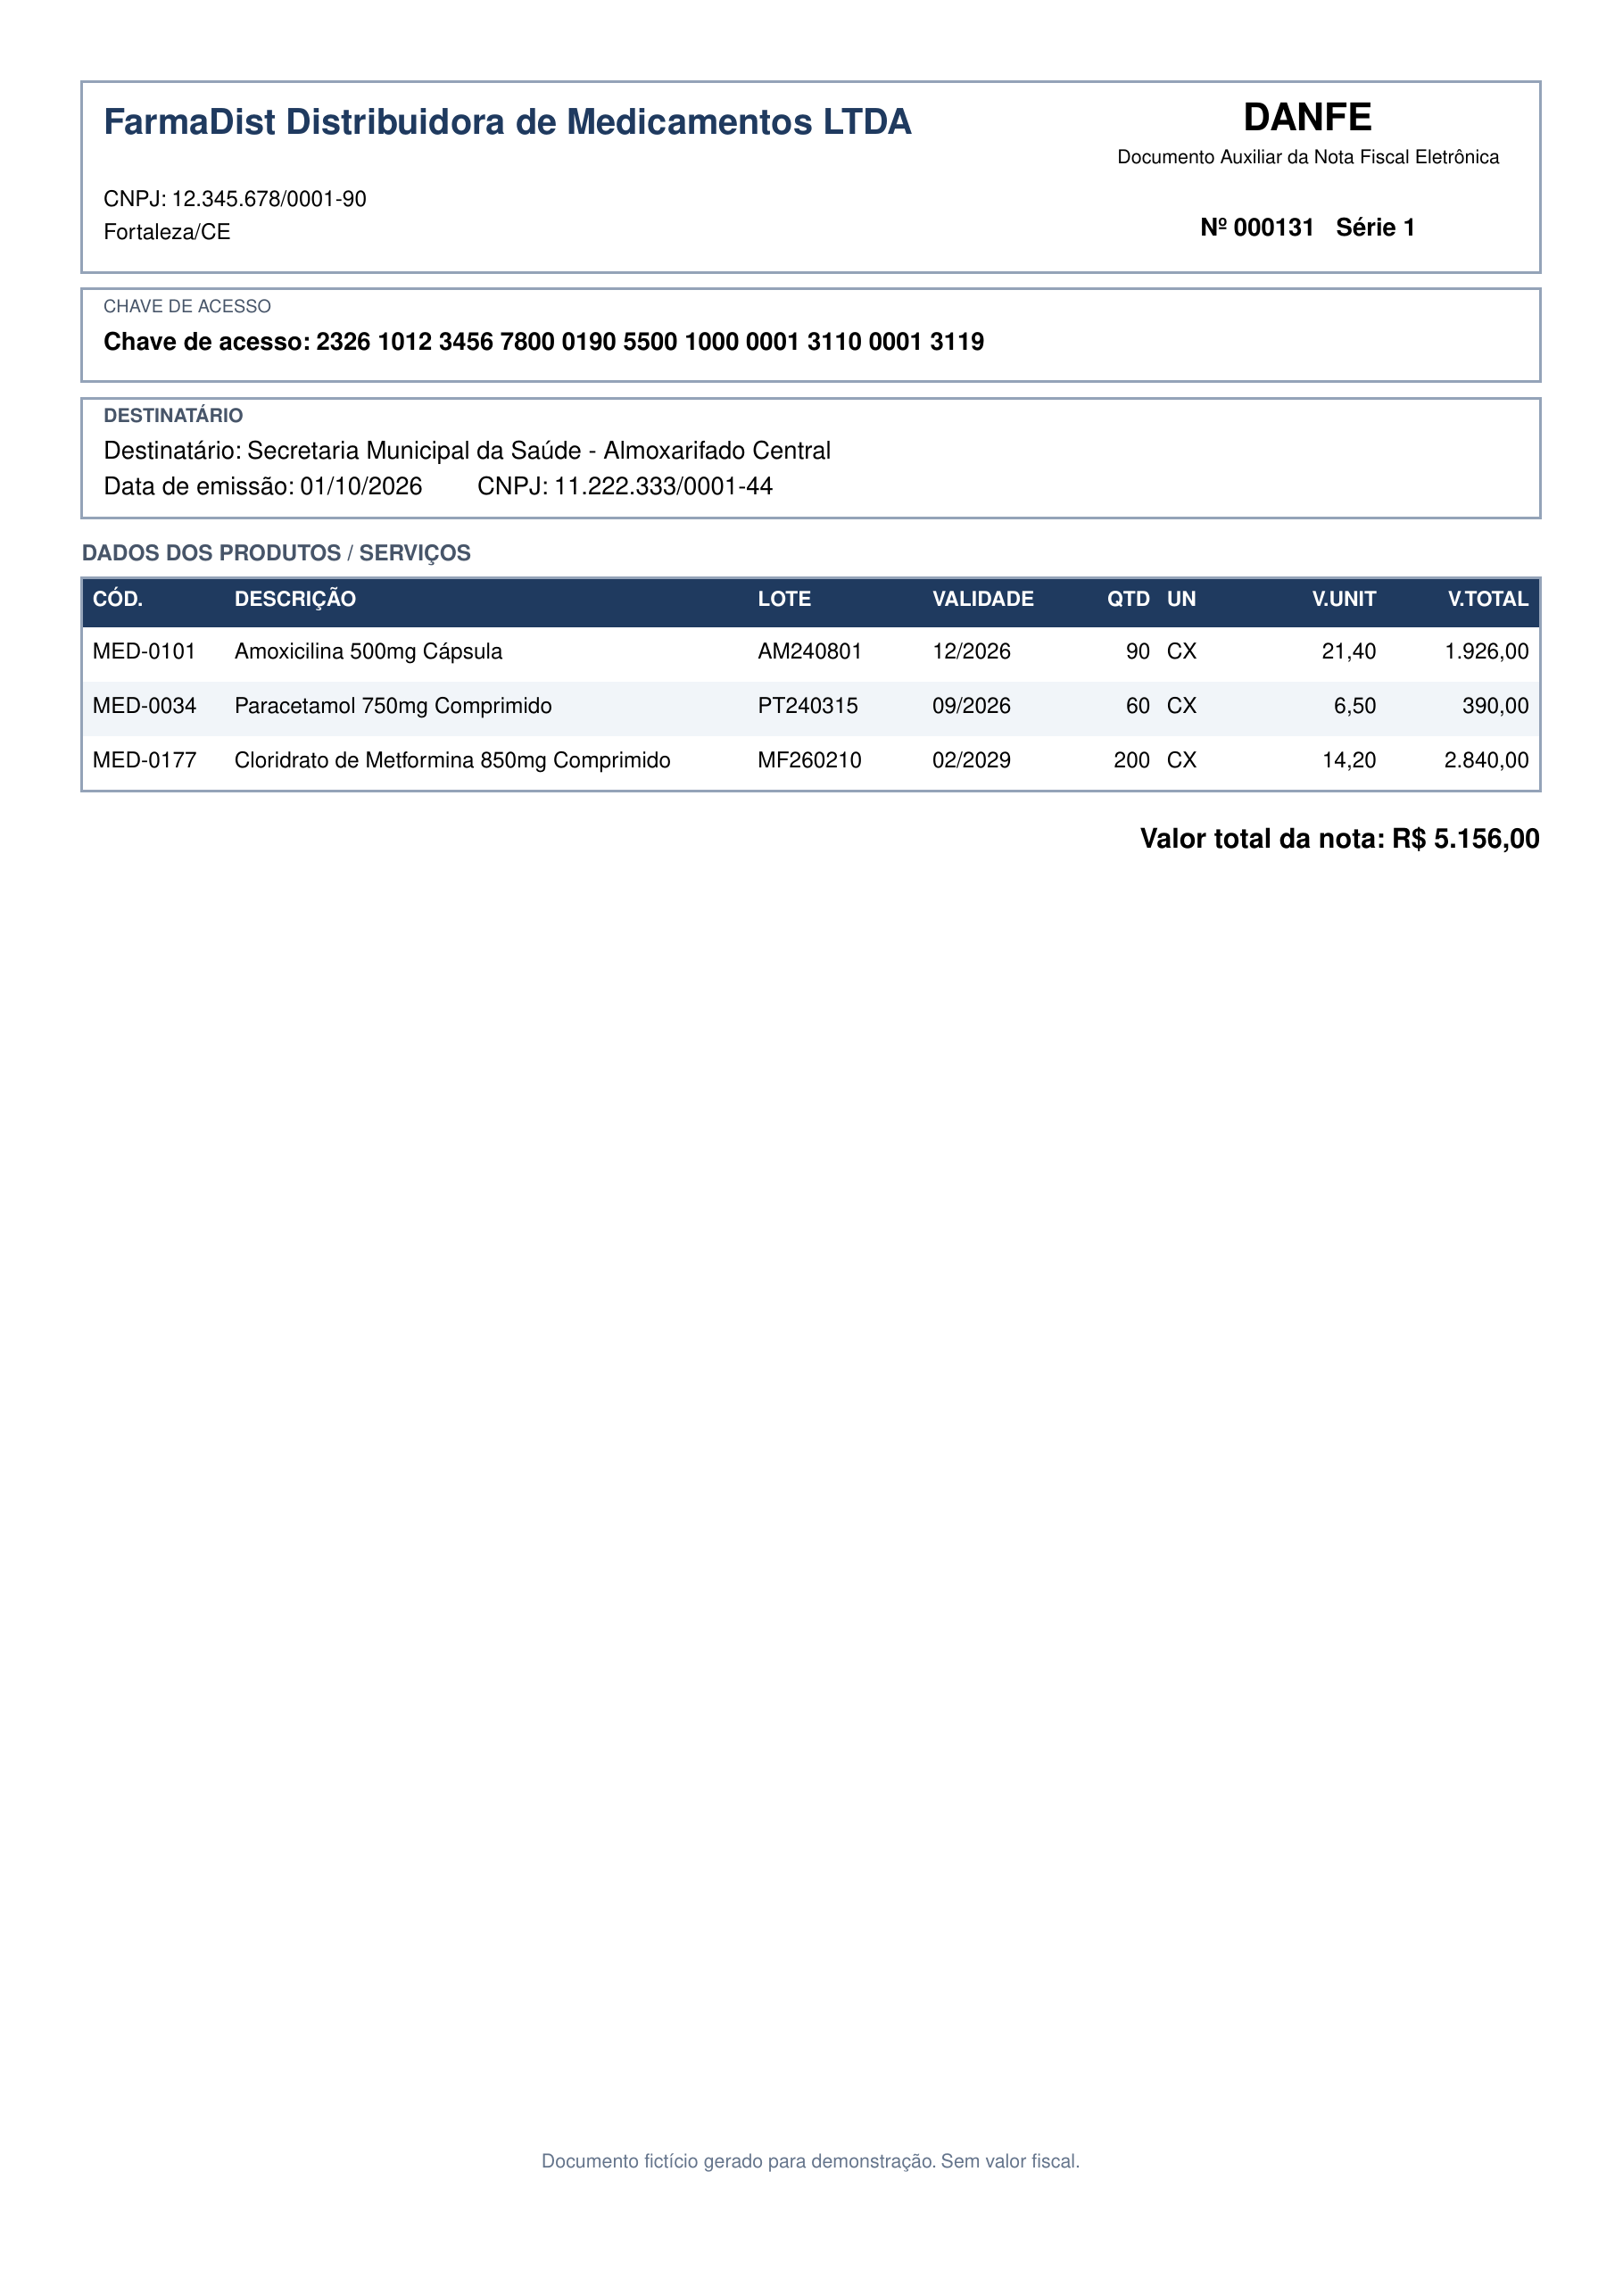 FarmaDist Distribuidora de Medicamentos LTDA
CNPJ: 12.345.678/0001-90
Fortaleza/CE
DANFE
Documento Auxiliar da Nota Fiscal Eletrônica
Nº 000131 Série 1
CHAVE DE ACESSO
Chave de acesso: 2326 1012 3456 7800 0190 5500 1000 0001 3110 0001 3119
DESTINATÁRIO
Destinatário: Secretaria Municipal da Saúde - Almoxarifado Central
Data de emissão: 01/10/2026 CNPJ: 11.222.333/0001-44
DADOS DOS PRODUTOS / SERVIÇOS
CÓD. DESCRIÇÃO LOTE VALIDADE QTD UN V.UNIT V.TOTAL
MED-0101 Amoxicilina 500mg Cápsula AM240801 12/2026 90 CX 21,40 1.926,00
MED-0034 Paracetamol 750mg Comprimido PT240315 09/2026 60 CX 6,50 390,00
MED-0177 Cloridrato de Metformina 850mg Comprimido MF260210 02/2029 200 CX 14,20 2.840,00
Valor total da nota: R$ 5.156,00
Documento fictício gerado para demonstração. Sem valor fiscal.